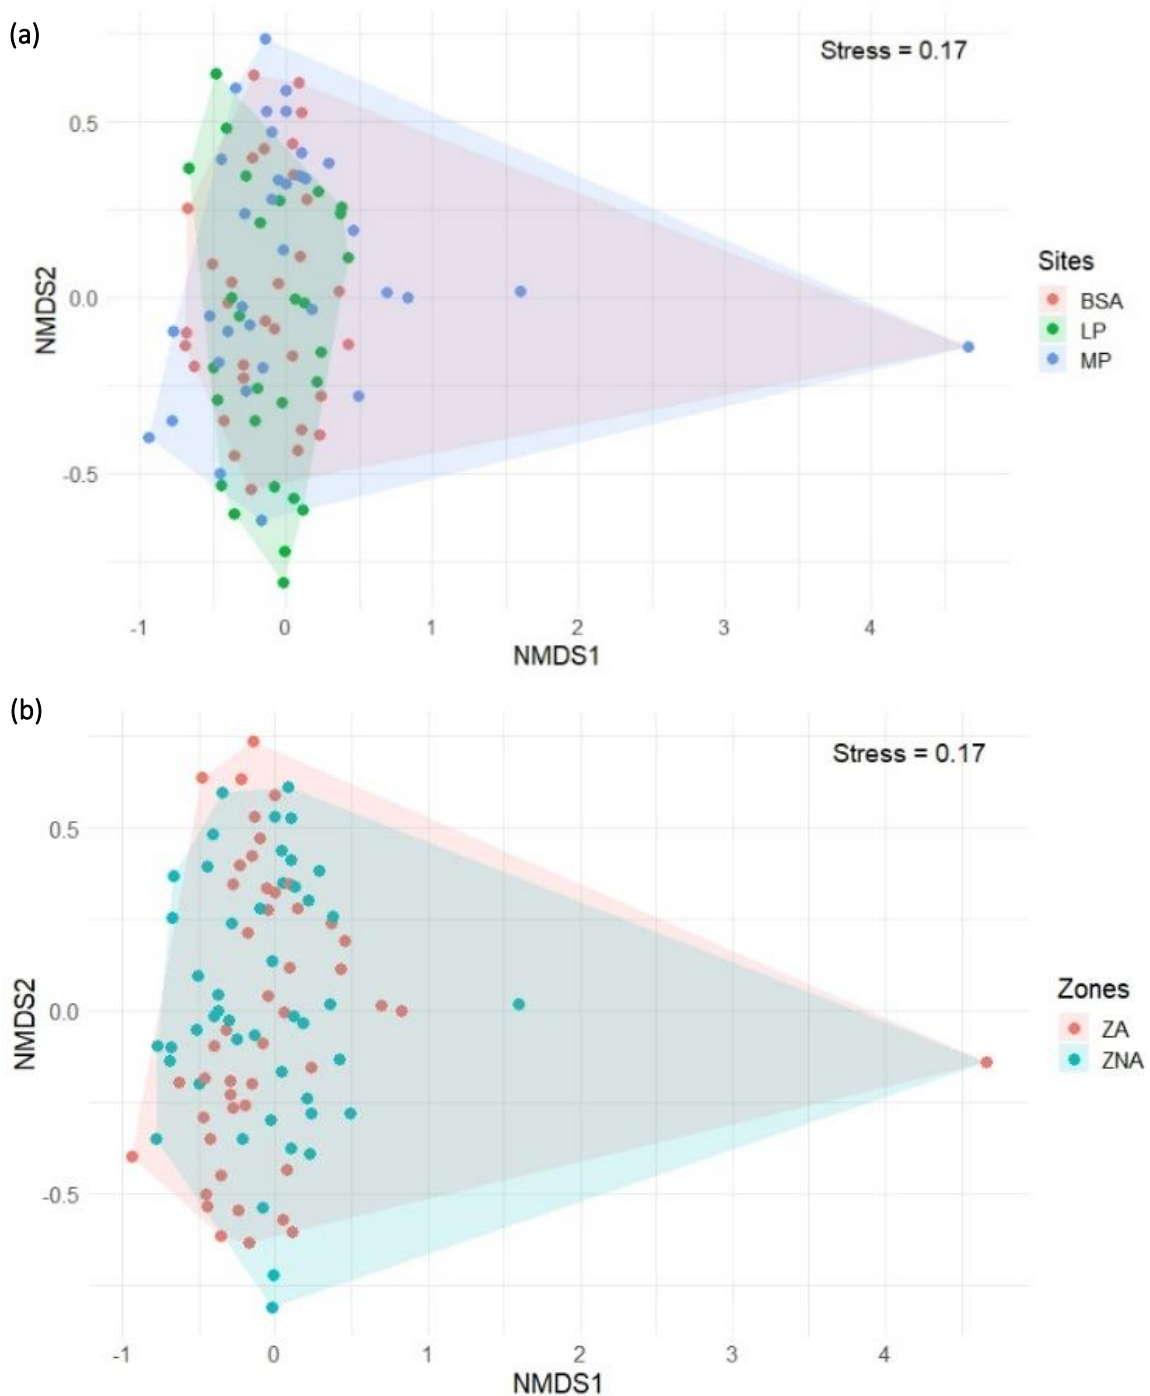 (a)
Stress = 0.17
0.5
0.0
-0.5
NMDS2
-1 0 1 2 3 4
NMDS1
Sites
BSA
LP
MP
(b)
Stress = 0.17
0.5
0.0
-0.5
NMDS2
-1 0 1 2 3 4
NMDS1
Zones
ZA
ZNA